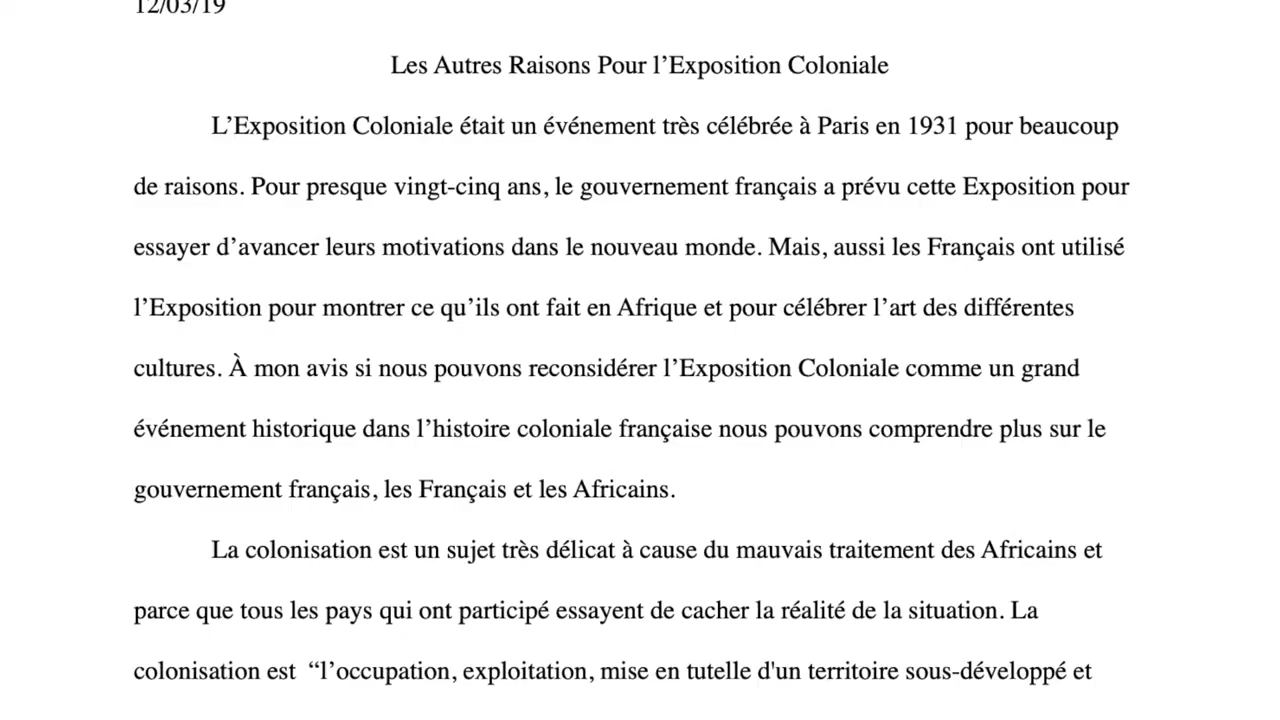 12/03/19
Les Autres Raisons Pour l’Exposition Coloniale
L’Exposition Coloniale était un événement très célébrée à Paris en 1931 pour beaucoup
de raisons. Pour presque vingt-cinq ans, le gouvernement français a prévu cette Exposition pour
essayer d’avancer leurs motivations dans le nouveau monde. Mais, aussi les Français ont utilisé
l’Exposition pour montrer ce qu’ils ont fait en Afrique et pour célébrer l’art des différentes
cultures. À mon avis si nous pouvons reconsidérer l’Exposition Coloniale comme un grand
événement historique dans l’histoire coloniale française nous pouvons comprendre plus sur le
gouvernement français, les Français et les Africains.
La colonisation est un sujet très délicat à cause du mauvais traitement des Africains et
parce que tous les pays qui ont participé essayent de cacher la réalité de la situation. La
colonisation est  “l’occupation, exploitation, mise en tutelle d'un territoire sous-développé et